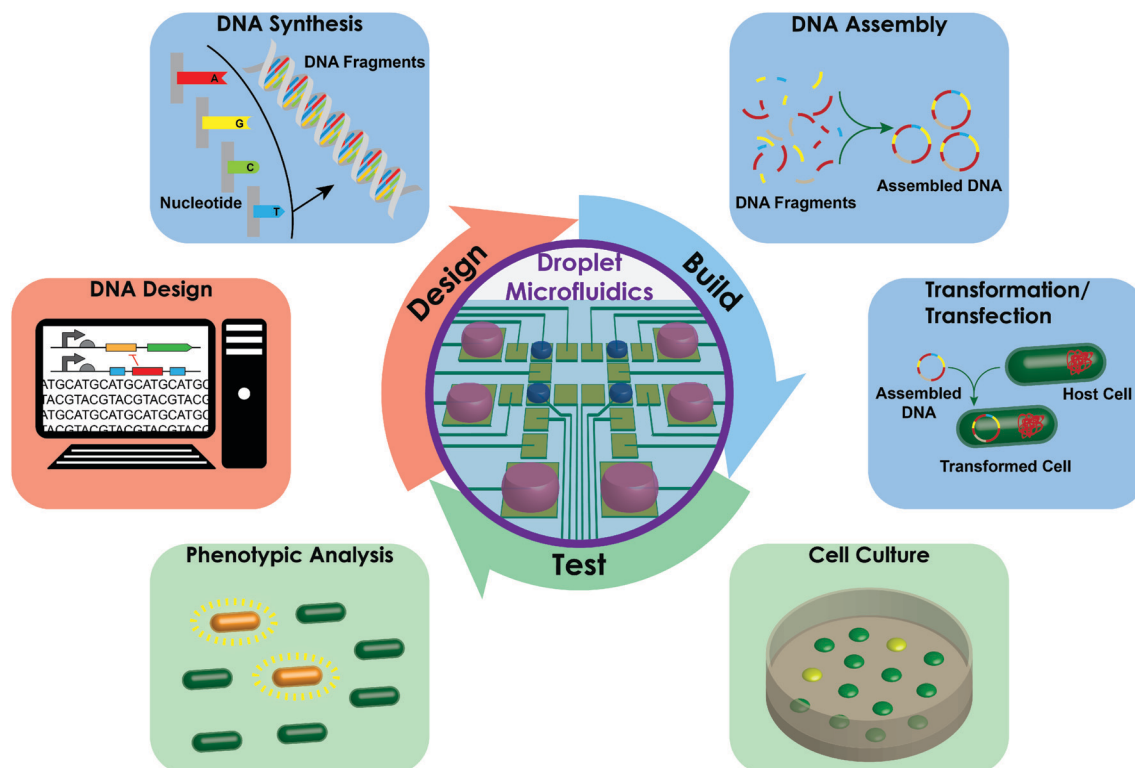 DNA Synthesis
DNA Fragments
A
G
C
T
Nucleotide
DNA Assembly
DNA Fragments
Assembled DNA
DNA Design
ATGCATGCATGCATGCATGC
TACGTACGTACGTACGTACG
ATGCATGCATGCATGCATGC
TACGTACGTACGTACGTACG
Design
Build
Test
Droplet
Microfluidics
Transformation/
Transfection
Assembled
DNA
Host Cell
Transformed Cell
Phenotypic Analysis
Cell Culture